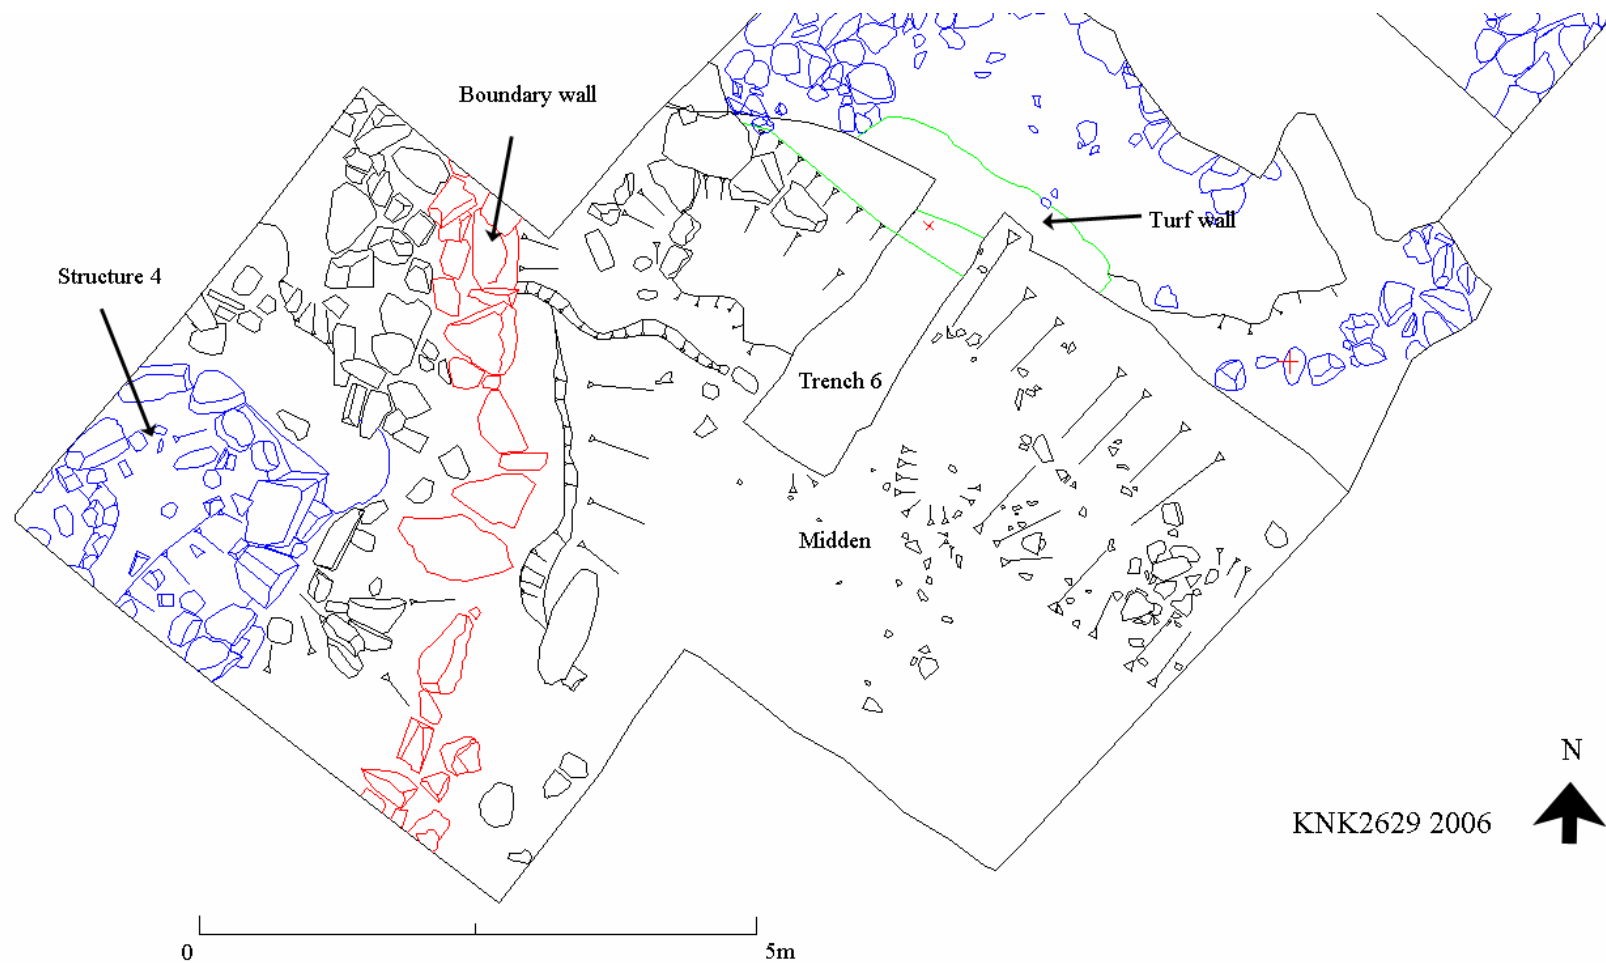 Boundary wall
Turf wall
Structure 4
Trench 6
Midden
N
KNK2629 2006
0
5m